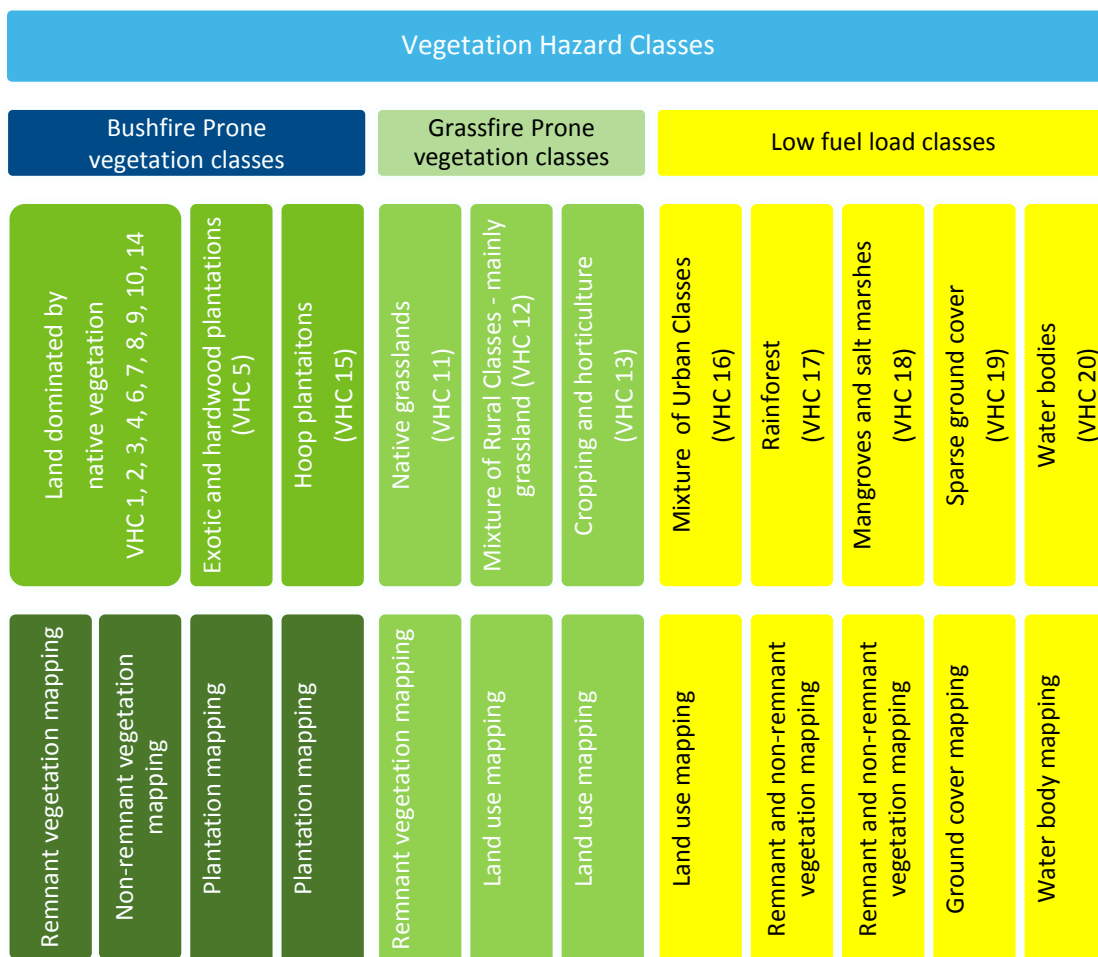 Vegetation Hazard Classes
Bushfire Prone
vegetation classes
Grassfire Prone
vegetation classes
Low fuel load classes
Land dominated by
native vegetation
VHC 1, 2, 3, 4, 6, 7, 8, 9, 10, 14
Exotic and hardwood plantations
(VHC 5)
Hoop plantaitons
(VHC 15)
Native grasslands
(VHC 11)
Mixture of Rural Classes - mainly
grassland (VHC 12)
Cropping and horticulture
(VHC 13)
Mixture of Urban Classes
(VHC 16)
Rainforest
(VHC 17)
Mangroves and salt marshes
(VHC 18)
Sparse ground cover
(VHC 19)
Water bodies
(VHC 20)
Remnant vegetation mapping
Non-remnant vegetation
mapping
Plantation mapping
Plantation mapping
Remnant vegetation mapping
Land use mapping
Land use mapping
Land use mapping
Remnant and non-remnant
vegetation mapping
Remnant and non-remnant
vegetation mapping
Ground cover mapping
Water body mapping